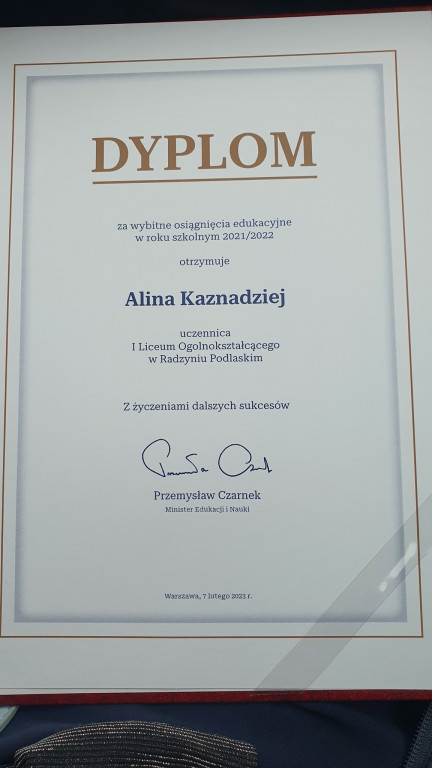 DYPLOM
za wybitne osiągnięcia edukacyjne
w roku szkolnym 2021/2022
otrzymuje
Alina Kaznadziej
uczennica
I Liceum Ogolnokształcącego
w Radzyniu Podlaskim
Z życzeniami dalszych sukcesów
Przemysław Czarnek
Minister Edukacji i Nauki
Warszawa, 7 lutego 2023 r.